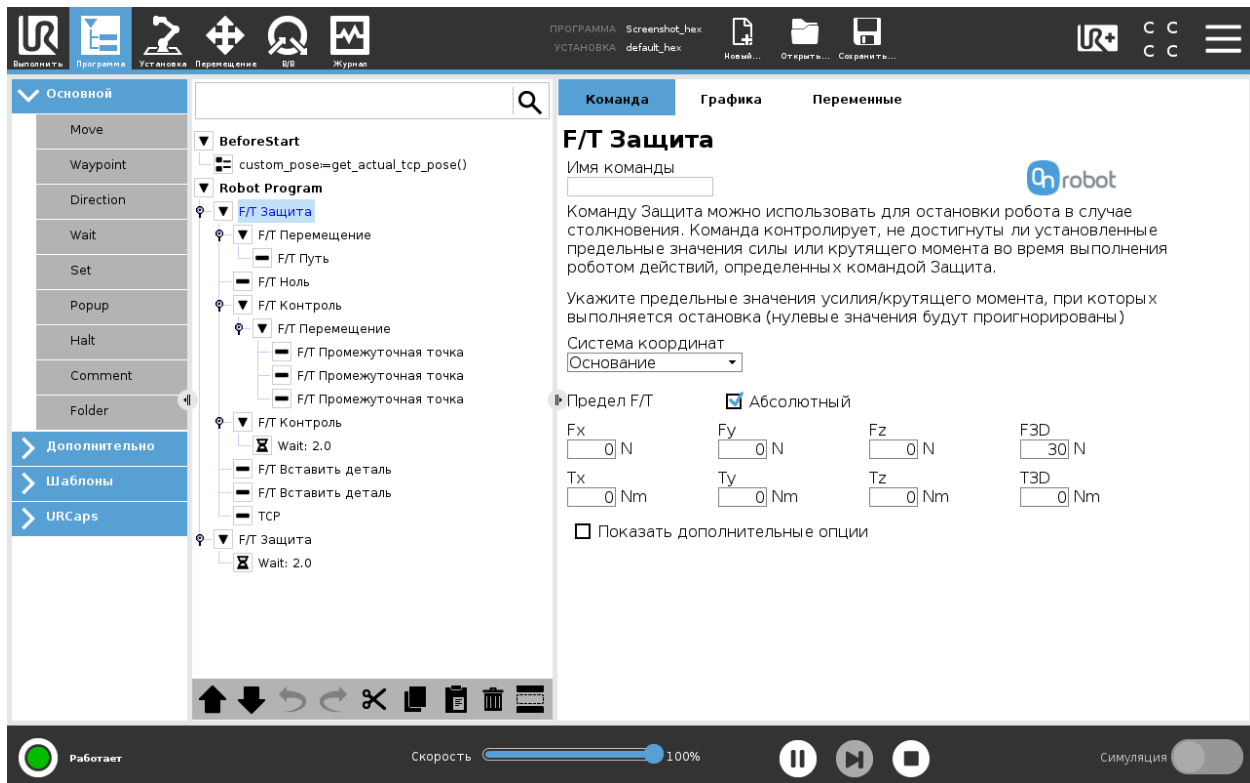 ПРОГРАММА Screenshot_hex
УСТАНОВКА default_hex
Выполнить Программа Установка Перемещение В/В Журнал Новый... Открыть... Сохранить...
UR
UR+
C C
C C
Основной
Move
Waypoint
Direction
Wait
Set
Popup
Halt
Comment
Folder
Дополнительно
Шаблоны
URCaps
BeforeStart
custom_pose≔get_actual_tcp_pose()
Robot Program
F/T Защита
F/T Перемещение
F/T Путь
F/T Ноль
F/T Контроль
F/T Перемещение
F/T Промежуточная точка
F/T Промежуточная точка
F/T Промежуточная точка
F/T Контроль
Wait: 2.0
F/T Вставить деталь
F/T Вставить деталь
TCP
F/T Защита
Wait: 2.0
Команда Графика Переменные
F/T Защита
Имя команды
On robot
Команду Защита можно использовать для остановки робота в случае
столкновения. Команда контролирует, не достигнуты ли установленные
предельные значения силы или крутящего момента во время выполнения
роботом действий, определенных командой Защита.
Укажите предельные значения усилия/крутящего момента, при которых
выполняется остановка (нулевые значения будут проигнорированы)
Система координат
Основание
Предел F/T Абсолютный
Fx Fy Fz F3D
0 N 0 N 0 N 30 N
Tx Ty Tz T3D
0 Nm 0 Nm 0 Nm 0 Nm
Показать дополнительные опции
Работает Скорость 100% Симуляция